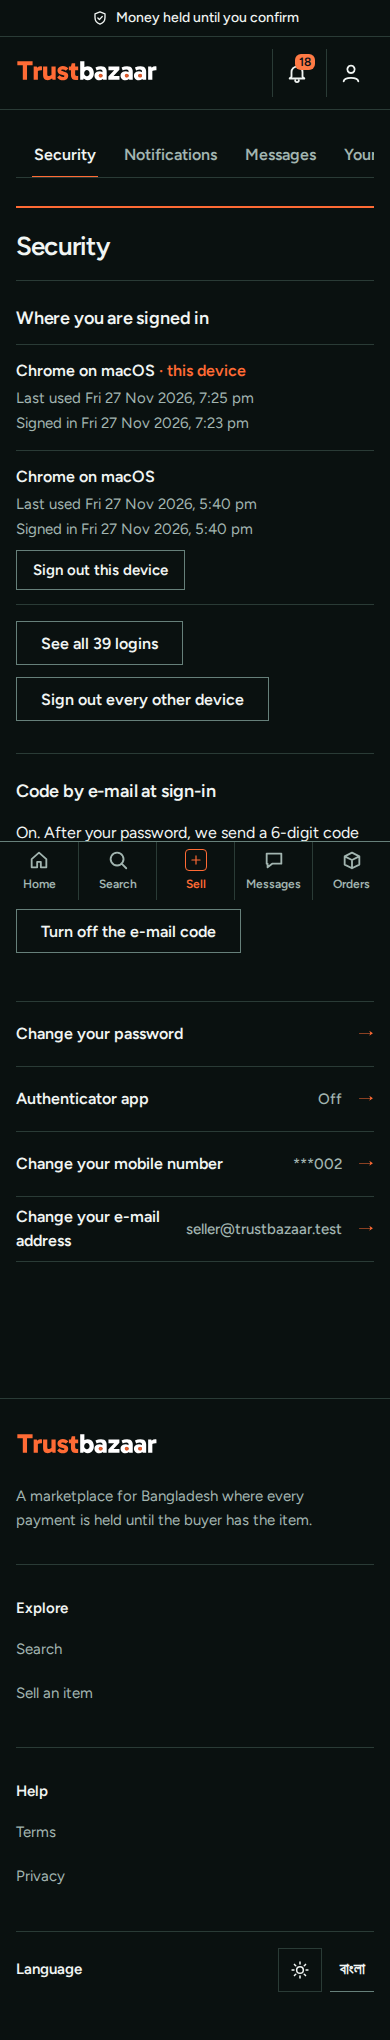 Money held until you confirm
Trustbazaar
18
Security Notifications Messages Your
Security
Where you are signed in
Chrome on macOS · this device
Last used Fri 27 Nov 2026, 7:25 pm
Signed in Fri 27 Nov 2026, 7:23 pm
Chrome on macOS
Last used Fri 27 Nov 2026, 5:40 pm
Signed in Fri 27 Nov 2026, 5:40 pm
Sign out this device
See all 39 logins
Sign out every other device
Code by e-mail at sign-in
On. After your password, we send a 6-digit code
Home Search Sell Messages Orders
Turn off the e-mail code
Change your password →
Authenticator app Off →
Change your mobile number ***002 →
Change your e-mail address seller@trustbazaar.test →
Trustbazaar
A marketplace for Bangladesh where every
payment is held until the buyer has the item.
Explore
Search
Sell an item
Help
Terms
Privacy
Language বাংলা